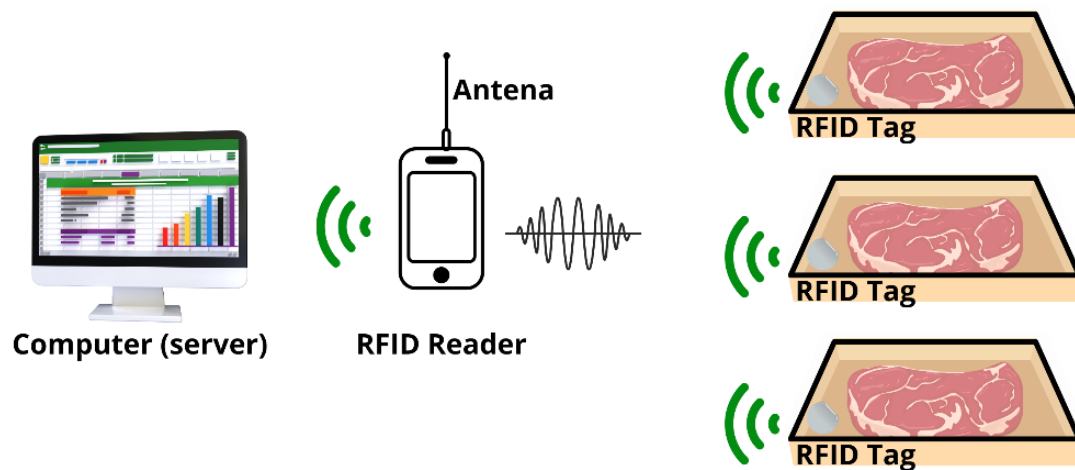 Antena
RFID Tag
RFID Tag
Computer (server)
RFID Reader
RFID Tag